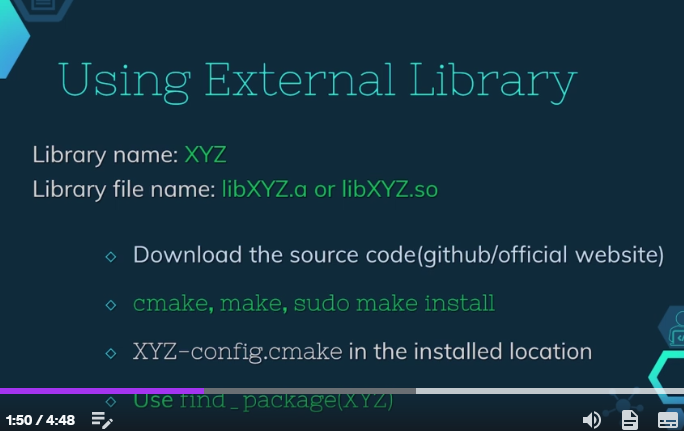 Using External Library
Library name: XYZ
Library file name: libXYZ.a or libXYZ.so
Download the source code(github/official website)
cmake, make, sudo make install
XYZ-config.cmake in the installed location
Use find_package(XYZ)
1:50 / 4:48